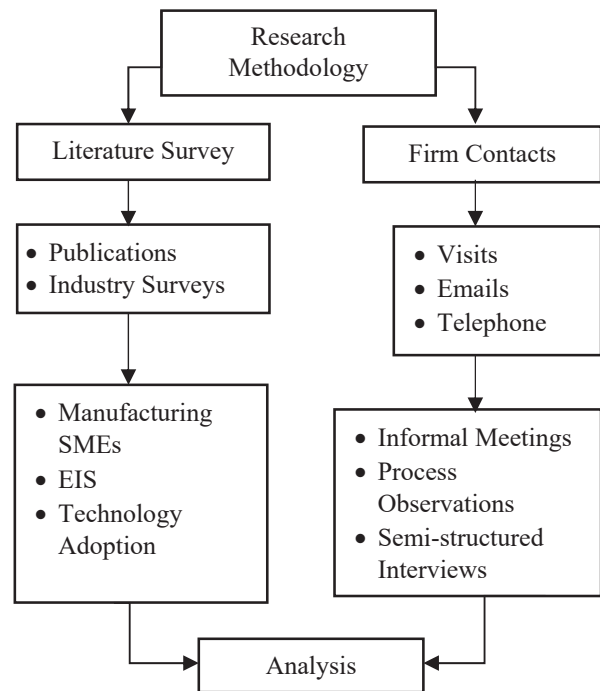 Research
Methodology
Literature Survey
Firm Contacts
• Publications
• Industry Surveys
• Visits
• Emails
• Telephone
• Manufacturing
SMEs
• EIS
• Technology
Adoption
• Informal Meetings
• Process
Observations
• Semi-structured
Interviews
Analysis